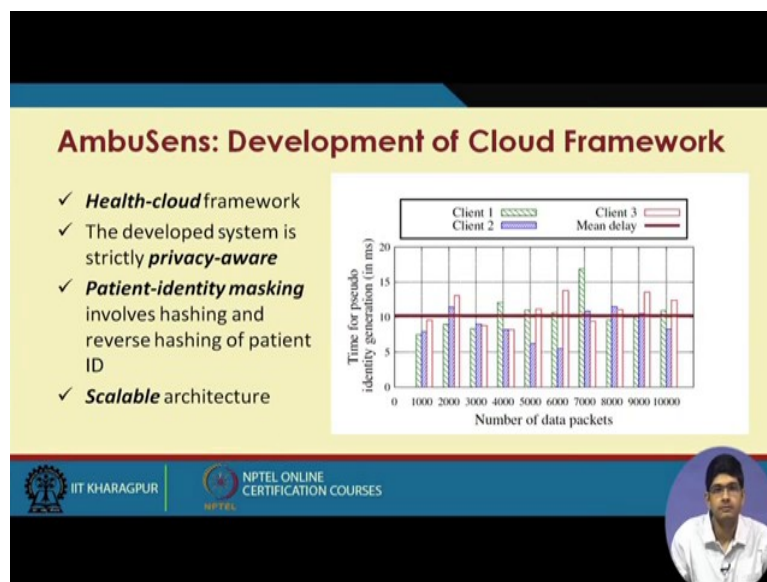 AmbuSens: Development of Cloud Framework
✓ Health-cloud framework
✓ The developed system is
strictly privacy-aware
✓ Patient-identity masking
involves hashing and
reverse hashing of patient
ID
✓ Scalable architecture
Client 1
Client 2
Client 3
Mean delay
Time for pseudo
identity generation (in ms)
20
15
10
5
0
0 1000 2000 3000 4000 5000 6000 7000 8000 9000 10000
Number of data packets
IIT KHARAGPUR
NPTEL
NPTEL ONLINE
CERTIFICATION COURSES